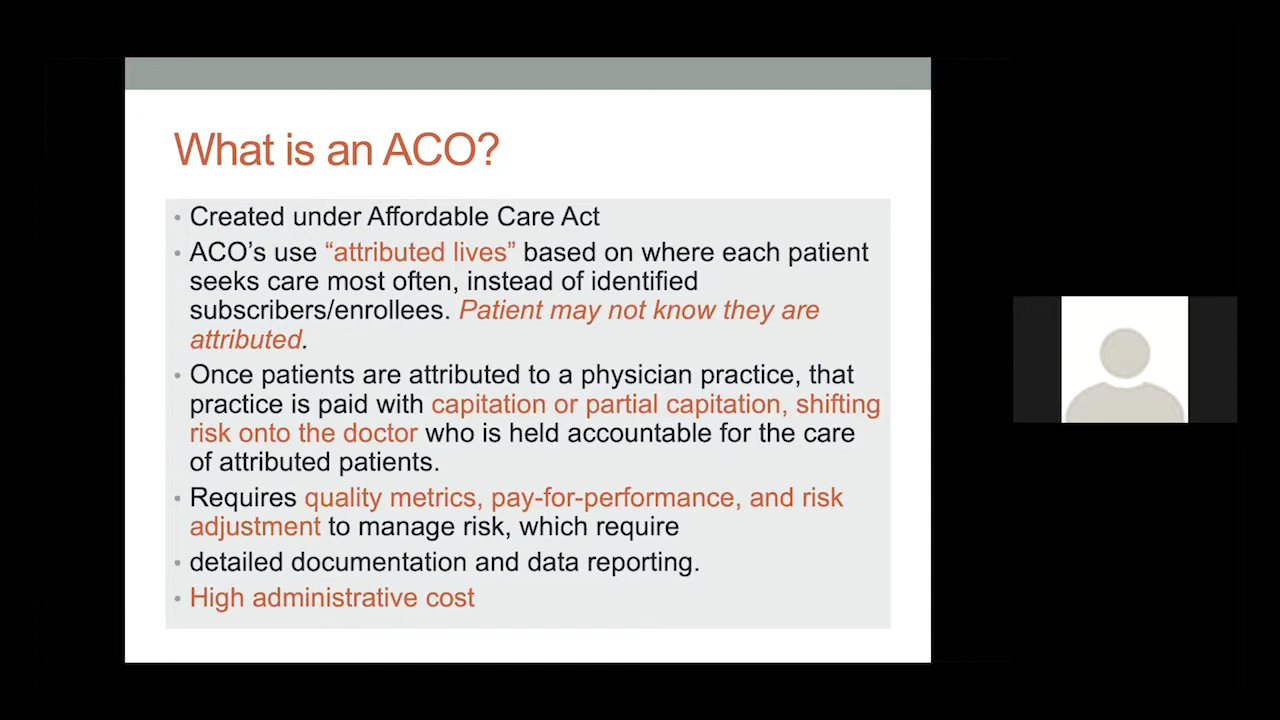 What is an ACO?
• Created under Affordable Care Act
• ACO’s use “attributed lives” based on where each patient
seeks care most often, instead of identified
subscribers/enrollees. Patient may not know they are
attributed.
• Once patients are attributed to a physician practice, that
practice is paid with capitation or partial capitation, shifting
risk onto the doctor who is held accountable for the care
of attributed patients.
• Requires quality metrics, pay-for-performance, and risk
adjustment to manage risk, which require
• detailed documentation and data reporting.
• High administrative cost